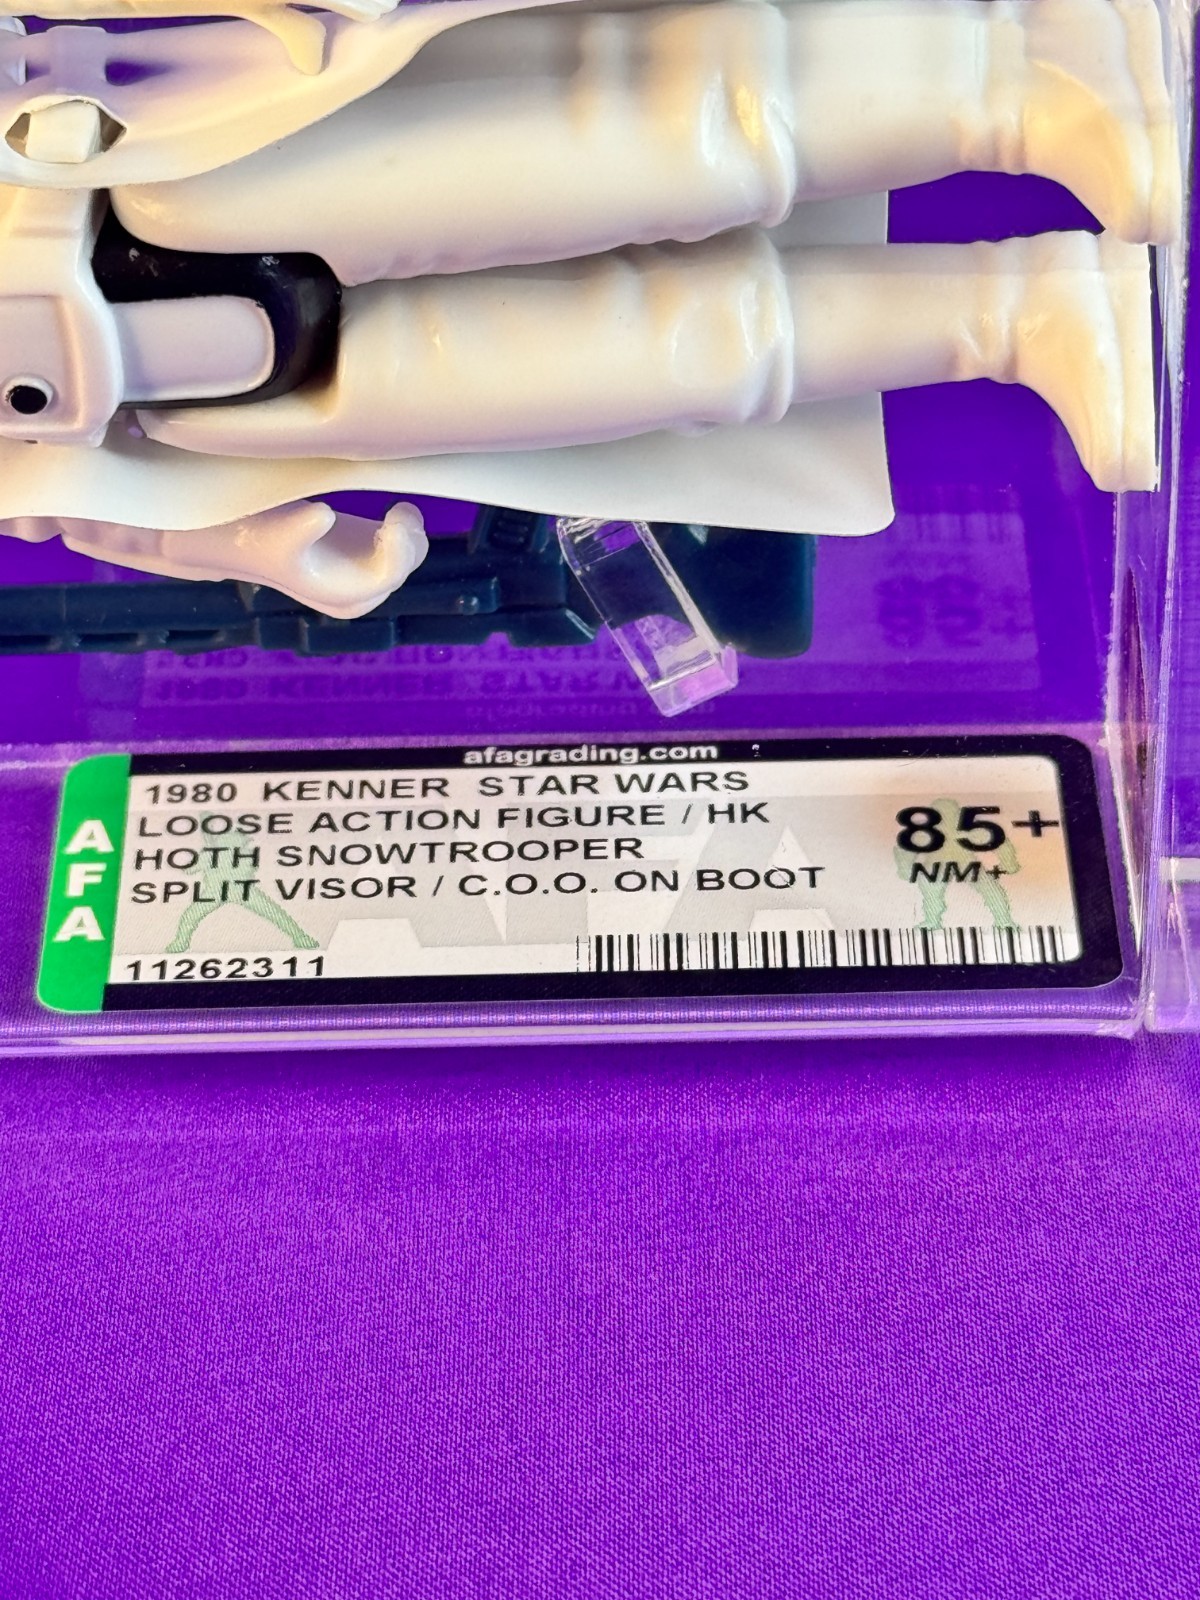 afagrading.com
AFA
1980 KENNER STAR WARS
LOOSE ACTION FIGURE / HK
HOTH SNOWTROOPER
SPLIT VISOR / C.O.O. ON BOOT
85+
NM+
11262311